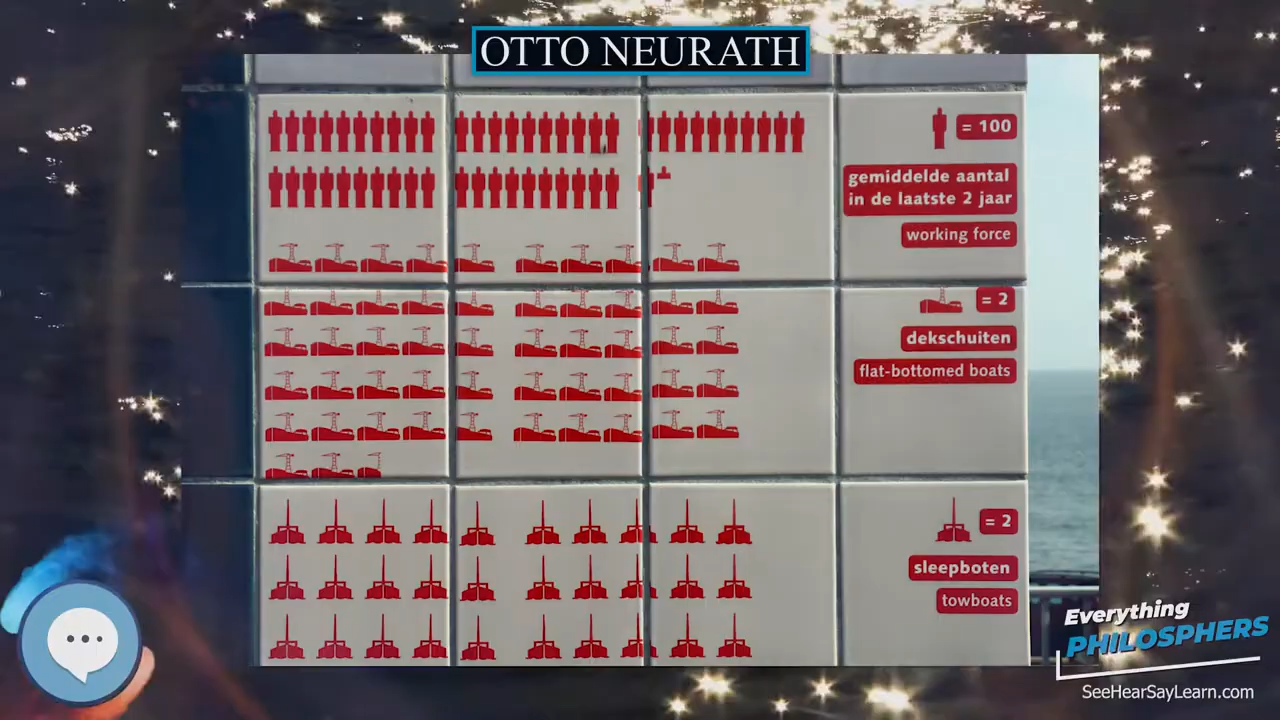 OTTO NEURATH
= 100
gemiddelde aantal
in de laatste 2 jaar
working force
= 2
dekschuiten
flat-bottomed boats
= 2
sleepboten
towboats
Everything
PHILOSPHERS
SeeHearSayLearn.com